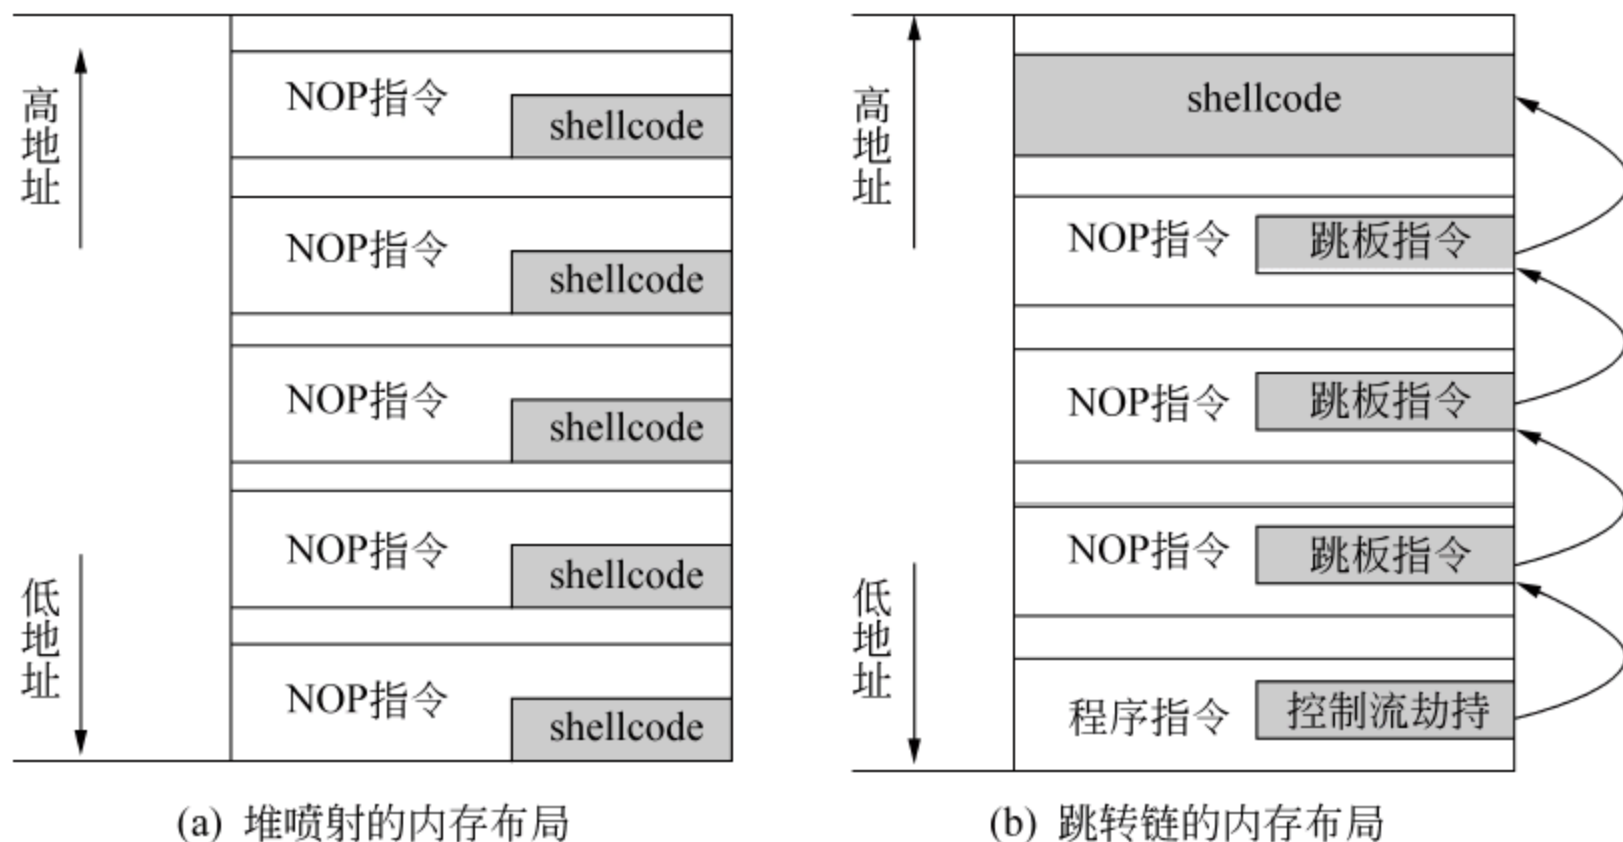 高地址
低地址
NOP指令
shellcode
NOP指令
shellcode
NOP指令
shellcode
NOP指令
shellcode
NOP指令
shellcode
(a) 堆喷射的内存布局
高地址
低地址
shellcode
NOP指令 跳板指令
NOP指令 跳板指令
NOP指令 跳板指令
程序指令 控制流劫持
(b) 跳转链的内存布局